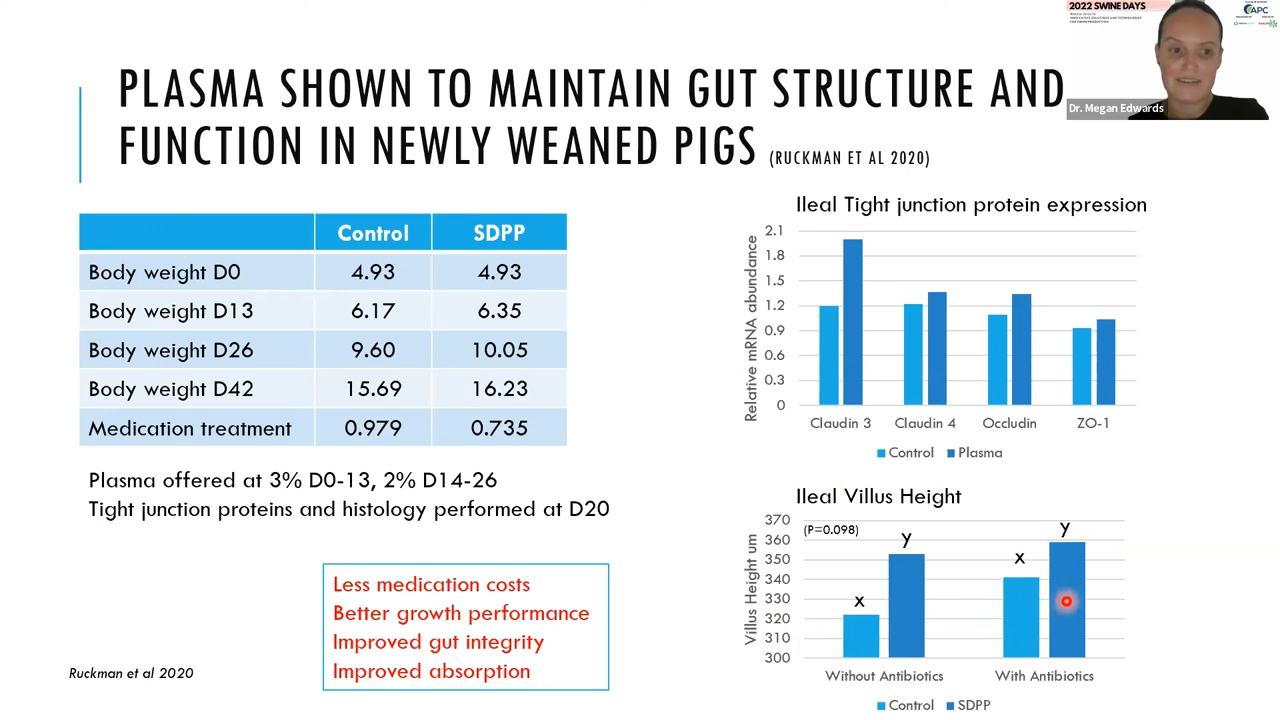 2022 SWINE DAYS
APC
Dr. Megan Edwards
PLASMA SHOWN TO MAINTAIN GUT STRUCTURE AND
FUNCTION IN NEWLY WEANED PIGS (RUCKMAN ET AL 2020)
Control SDPP
Body weight D0 4.93 4.93
Body weight D13 6.17 6.35
Body weight D26 9.60 10.05
Body weight D42 15.69 16.23
Medication treatment 0.979 0.735
Plasma offered at 3% D0-13, 2% D14-26
Tight junction proteins and histology performed at D20
Less medication costs
Better growth performance
Improved gut integrity
Improved absorption
Ruckman et al 2020
Ileal Tight junction protein expression
Relative mRNA abundance
2.1
1.8
1.5
1.2
0.9
0.6
0.3
0
Claudin 3 Claudin 4 Occludin ZO-1
Control Plasma
Ileal Villus Height
Villus Height um
370
360
350
340
330
320
310
300
(P=0.098)
x y x y
Without Antibiotics With Antibiotics
Control SDPP